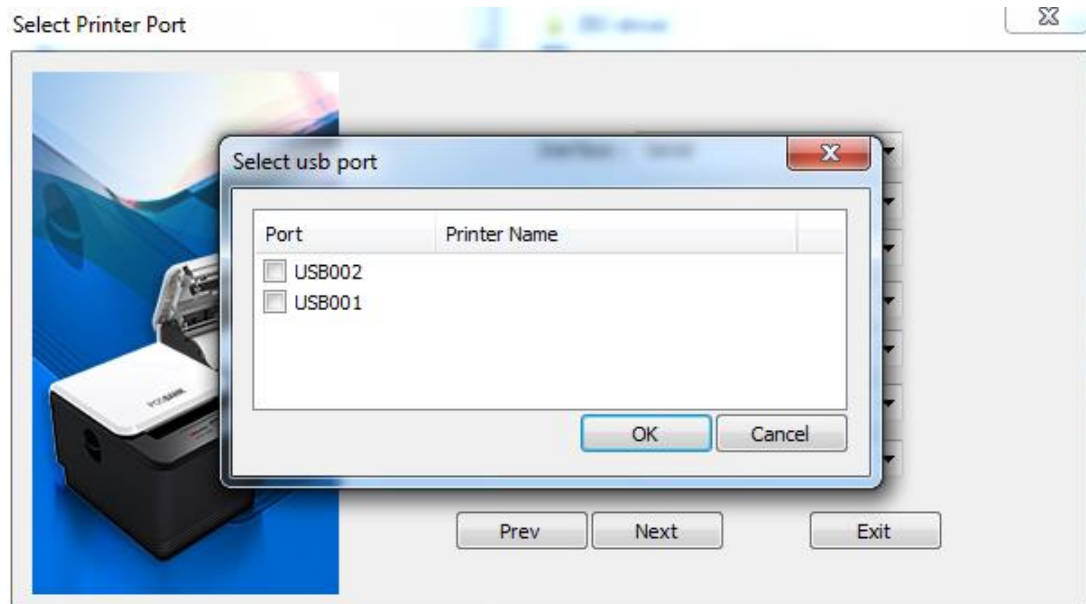 Select Printer Port
Select usb port
Port Printer Name
USB002
USB001
OK Cancel
Prev Next Exit